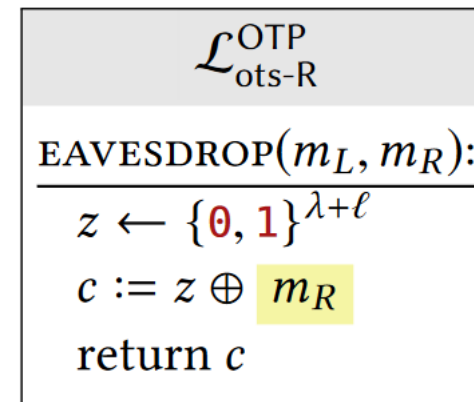 ℒ^OTP_ots-R
EAVESDROP(m_L, m_R):
z ← {0, 1}^{λ+ℓ}
c := z ⊕ m_R
return c